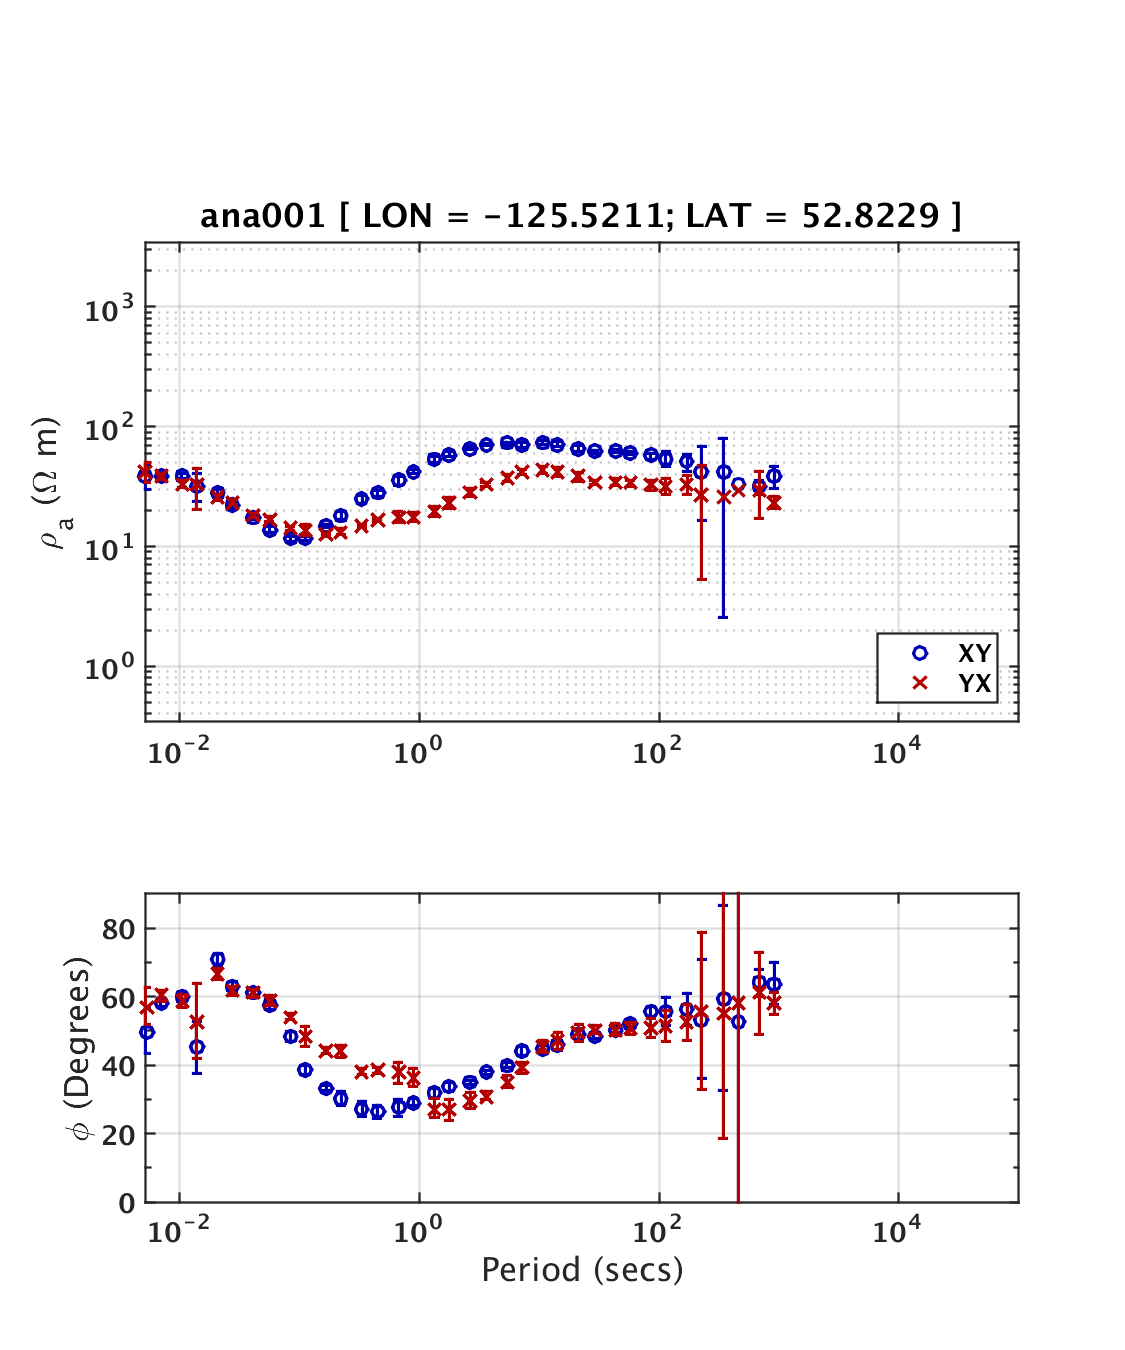 ana001 [ LON = -125.5211; LAT = 52.8229 ]
10³
10²
10¹
10⁰
ρa (Ω m)
XY
YX
10⁻² 10⁰ 10² 10⁴
80
60
40
20
0
ϕ (Degrees)
10⁻² 10⁰ 10² 10⁴
Period (secs)